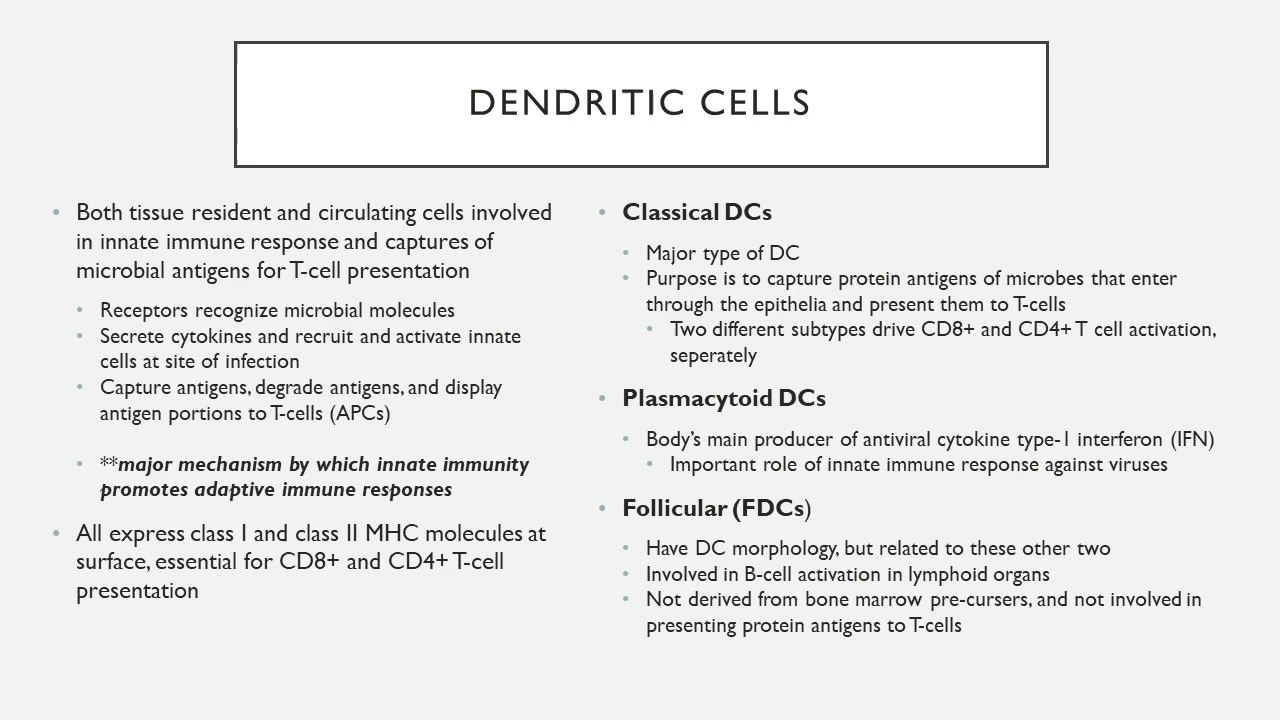 DENDRITIC CELLS
• Both tissue resident and circulating cells involved
in innate immune response and captures of
microbial antigens for T-cell presentation
• Receptors recognize microbial molecules
• Secrete cytokines and recruit and activate innate
cells at site of infection
• Capture antigens, degrade antigens, and display
antigen portions to T-cells (APCs)
• **major mechanism by which innate immunity
promotes adaptive immune responses
• All express class I and class II MHC molecules at
surface, essential for CD8+ and CD4+ T-cell
presentation
• Classical DCs
• Major type of DC
• Purpose is to capture protein antigens of microbes that enter
through the epithelia and present them to T-cells
• Two different subtypes drive CD8+ and CD4+ T cell activation,
seperately
• Plasmacytoid DCs
• Body's main producer of antiviral cytokine type-1 interferon (IFN)
• Important role of innate immune response against viruses
• Follicular (FDCs)
• Have DC morphology, but related to these other two
• Involved in B-cell activation in lymphoid organs
• Not derived from bone marrow pre-cursers, and not involved in
presenting protein antigens to T-cells